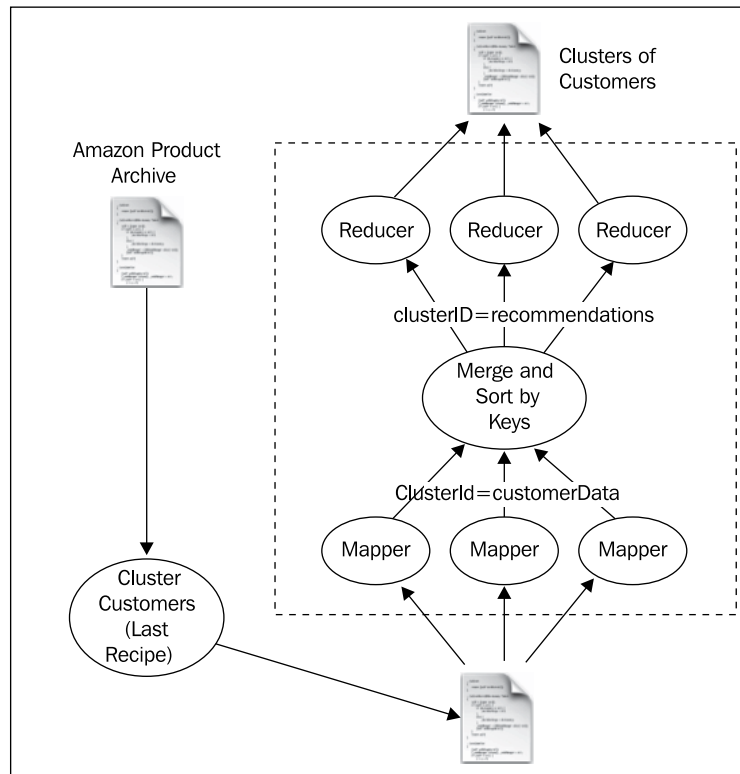 Clusters of
Customers
Amazon Product
Archive
Reducer
Reducer
Reducer
clusterID=recommendations
Merge and
Sort by
Keys
ClusterId=customerData
Mapper
Mapper
Mapper
Cluster
Customers
(Last
Recipe)